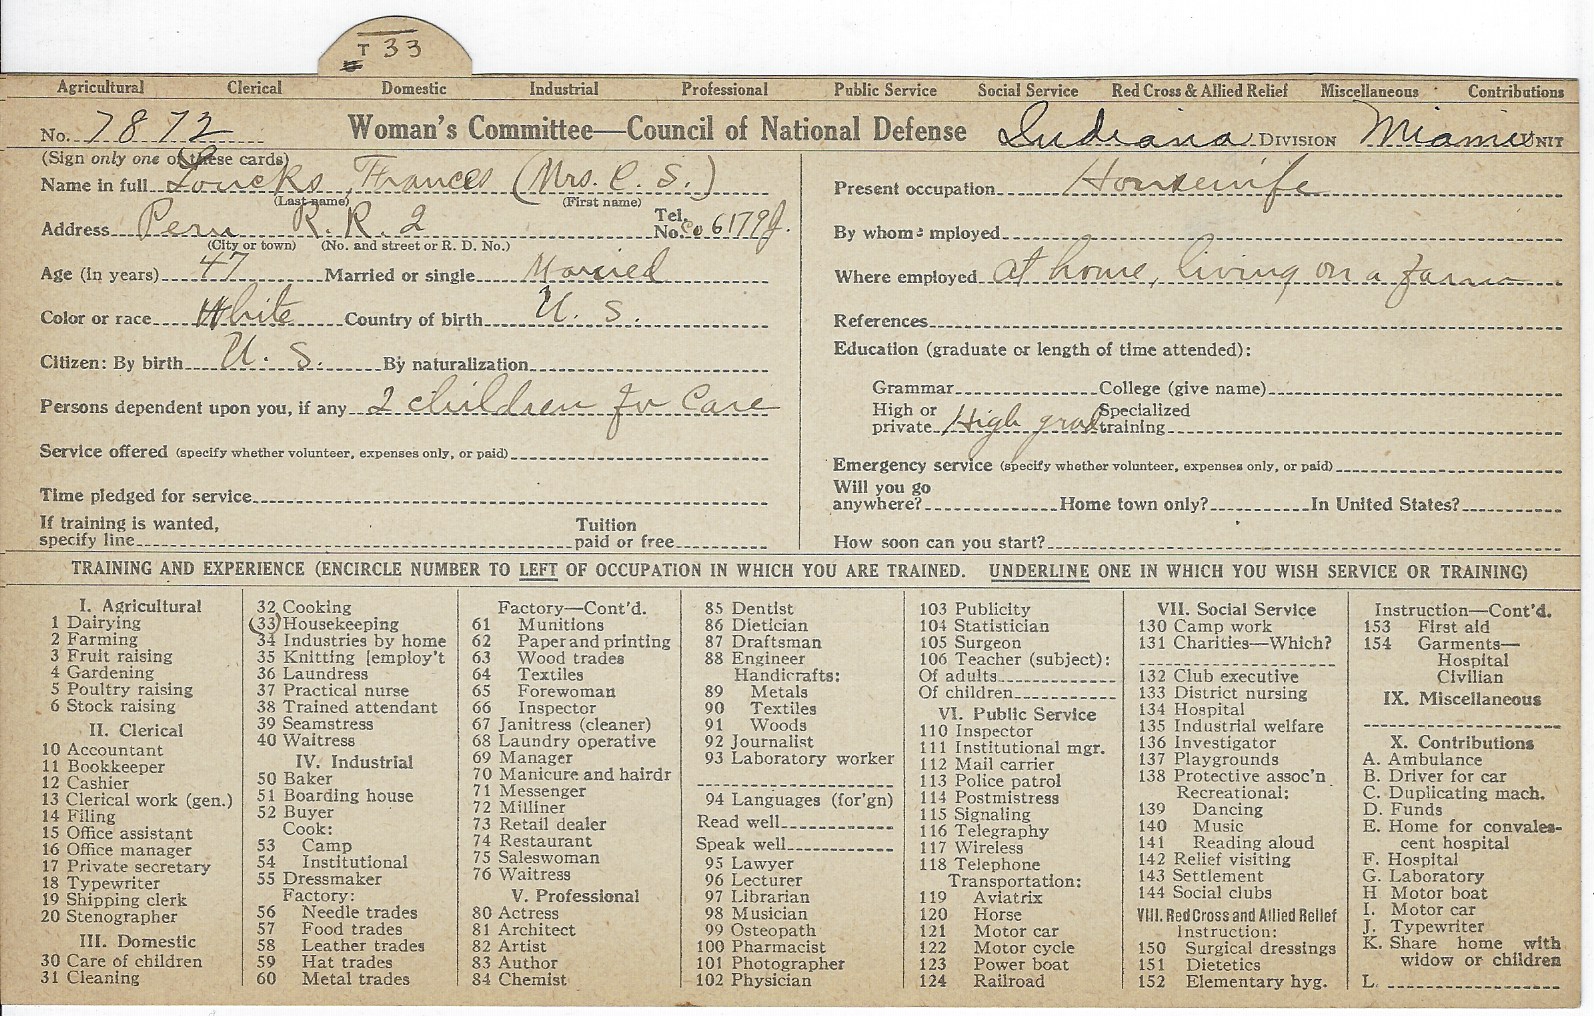 T 33
Agricultural Clerical Domestic Industrial Professional Public Service Social Service Red Cross & Allied Relief Miscellaneous Contributions
No. 7872 Woman's Committee—Council of National Defense Indiana DIVISION Miami UNIT
(Sign only one of these cards)
Name in full Loucks, Frances (Mrs. C. S.)
(Last name) (First name)
Address Peru R. R. 2 Tel. No. Co 6179J.
(City or town) (No. and street or R. D. No.)
Age (in years) 47 Married or single Married
Color or race White Country of birth U. S.
Citizen: By birth U. S. By naturalization
Persons dependent upon you, if any 2 children for care
Service offered (specify whether volunteer, expenses only, or paid)
Time pledged for service
If training is wanted, specify line Tuition paid or free
Present occupation Housewife
By whom employed
Where employed at home, living on a farm
References
Education (graduate or length of time attended):
Grammar College (give name)
High or private High grad Specialized training
Emergency service (specify whether volunteer, expenses only, or paid)
Will you go anywhere? Home town only? In United States?
How soon can you start?
TRAINING AND EXPERIENCE (ENCIRCLE NUMBER TO LEFT OF OCCUPATION IN WHICH YOU ARE TRAINED. UNDERLINE ONE IN WHICH YOU WISH SERVICE OR TRAINING)
I. Agricultural
1 Dairying
2 Farming
3 Fruit raising
4 Gardening
5 Poultry raising
6 Stock raising
II. Clerical
10 Accountant
11 Bookkeeper
12 Cashier
13 Clerical work (gen.)
14 Filing
15 Office assistant
16 Office manager
17 Private secretary
18 Typewriter
19 Shipping clerk
20 Stenographer
III. Domestic
30 Care of children
31 Cleaning
32 Cooking
33 Housekeeping
34 Industries by home
35 Knitting [employ't
36 Laundress
37 Practical nurse
38 Trained attendant
39 Seamstress
40 Waitress
IV. Industrial
50 Baker
51 Boarding house
52 Buyer
Cook:
53 Camp
54 Institutional
55 Dressmaker
Factory:
56 Needle trades
57 Food trades
58 Leather trades
59 Hat trades
60 Metal trades
Factory—Cont'd.
61 Munitions
62 Paper and printing
63 Wood trades
64 Textiles
65 Forewoman
66 Inspector
67 Janitress (cleaner)
68 Laundry operative
69 Manager
70 Manicure and hairdr
71 Messenger
72 Milliner
73 Retail dealer
74 Restaurant
75 Saleswoman
76 Waitress
V. Professional
80 Actress
81 Architect
82 Artist
83 Author
84 Chemist
85 Dentist
86 Dietician
87 Draftsman
88 Engineer
Handicrafts:
89 Metals
90 Textiles
91 Woods
92 Journalist
93 Laboratory worker
94 Languages (for'gn)
Read well
Speak well
95 Lawyer
96 Lecturer
97 Librarian
98 Musician
99 Osteopath
100 Pharmacist
101 Photographer
102 Physician
103 Publicity
104 Statistician
105 Surgeon
106 Teacher (subject):
Of adults
Of children
VI. Public Service
110 Inspector
111 Institutional mgr.
112 Mail carrier
113 Police patrol
114 Postmistress
115 Signaling
116 Telegraphy
117 Wireless
118 Telephone
Transportation:
119 Aviatrix
120 Horse
121 Motor car
122 Motor cycle
123 Power boat
124 Railroad
VII. Social Service
130 Camp work
131 Charities—Which?
132 Club executive
133 District nursing
134 Hospital
135 Industrial welfare
136 Investigator
137 Playgrounds
138 Protective assoc'n
Recreational:
139 Dancing
140 Music
141 Reading aloud
142 Relief visiting
143 Settlement
144 Social clubs
VIII. Red Cross and Allied Relief
Instruction:
150 Surgical dressings
151 Dietetics
152 Elementary hyg.
Instruction—Cont'd.
153 First aid
154 Garments—
Hospital
Civilian
IX. Miscellaneous
X. Contributions
A. Ambulance
B. Driver for car
C. Duplicating mach.
D. Funds
E. Home for convales-
cent hospital
F. Hospital
G. Laboratory
H Motor boat
I. Motor car
J. Typewriter
K. Share home with
widow or children
L.